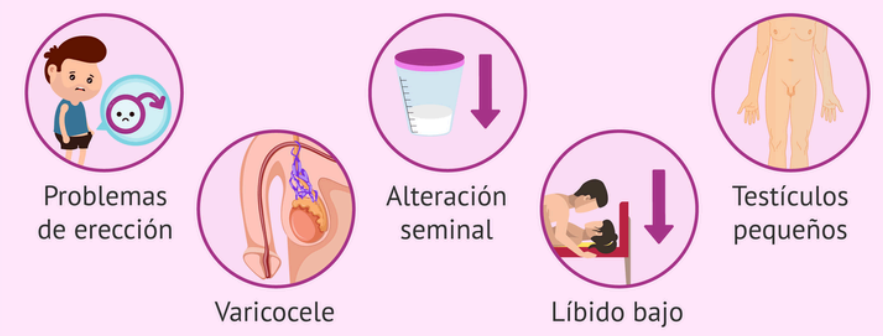 Problemas
de erección
Varicocele
Alteración
seminal
Líbido bajo
Testículos
pequeños